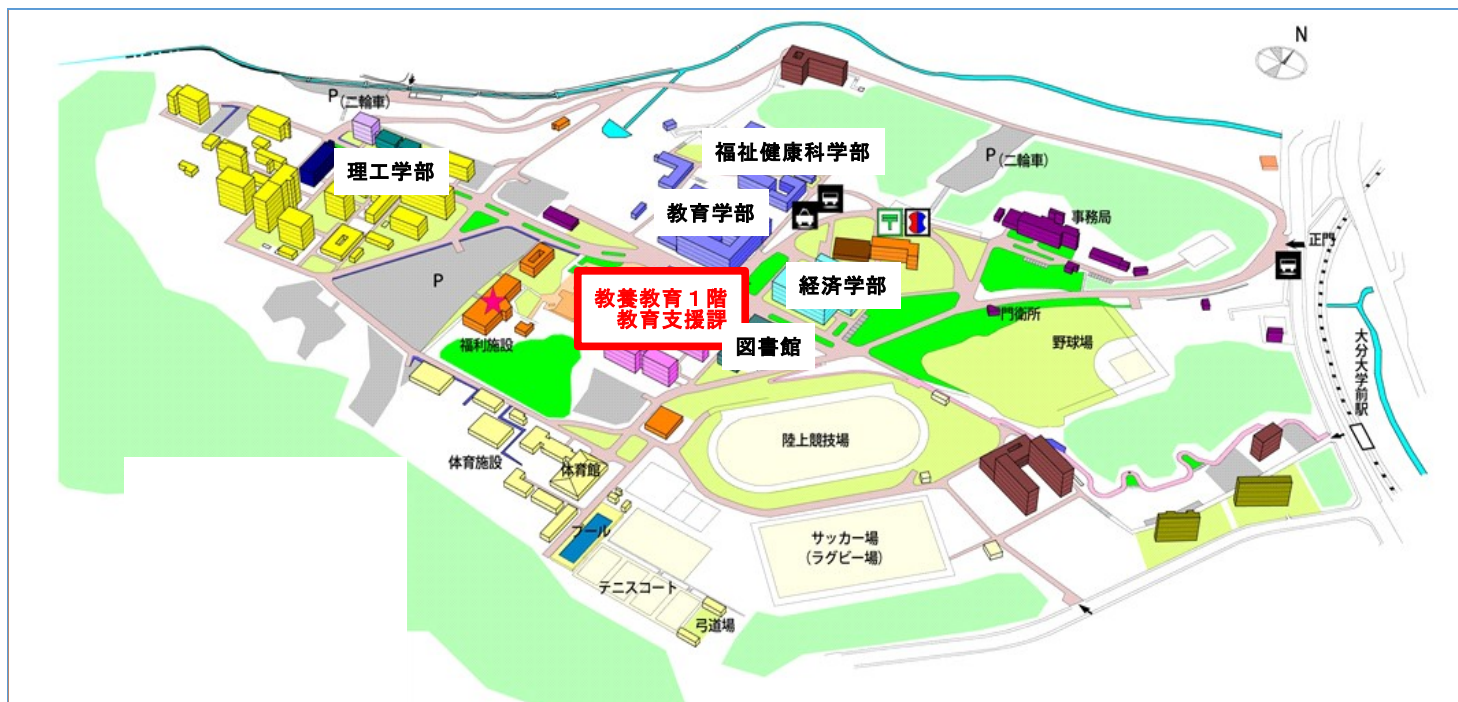 N
P(二輪車)
福祉健康科学部
P(二輪車)
理工学部
教育学部
〒
事務局
正門
P
教養教育1階
教育支援課
経済学部
門衛所
福利施設
図書館
野球場
大分大学前駅
陸上競技場
体育施設
体育館
プール
サッカー場
(ラグビー場)
テニスコート
弓道場